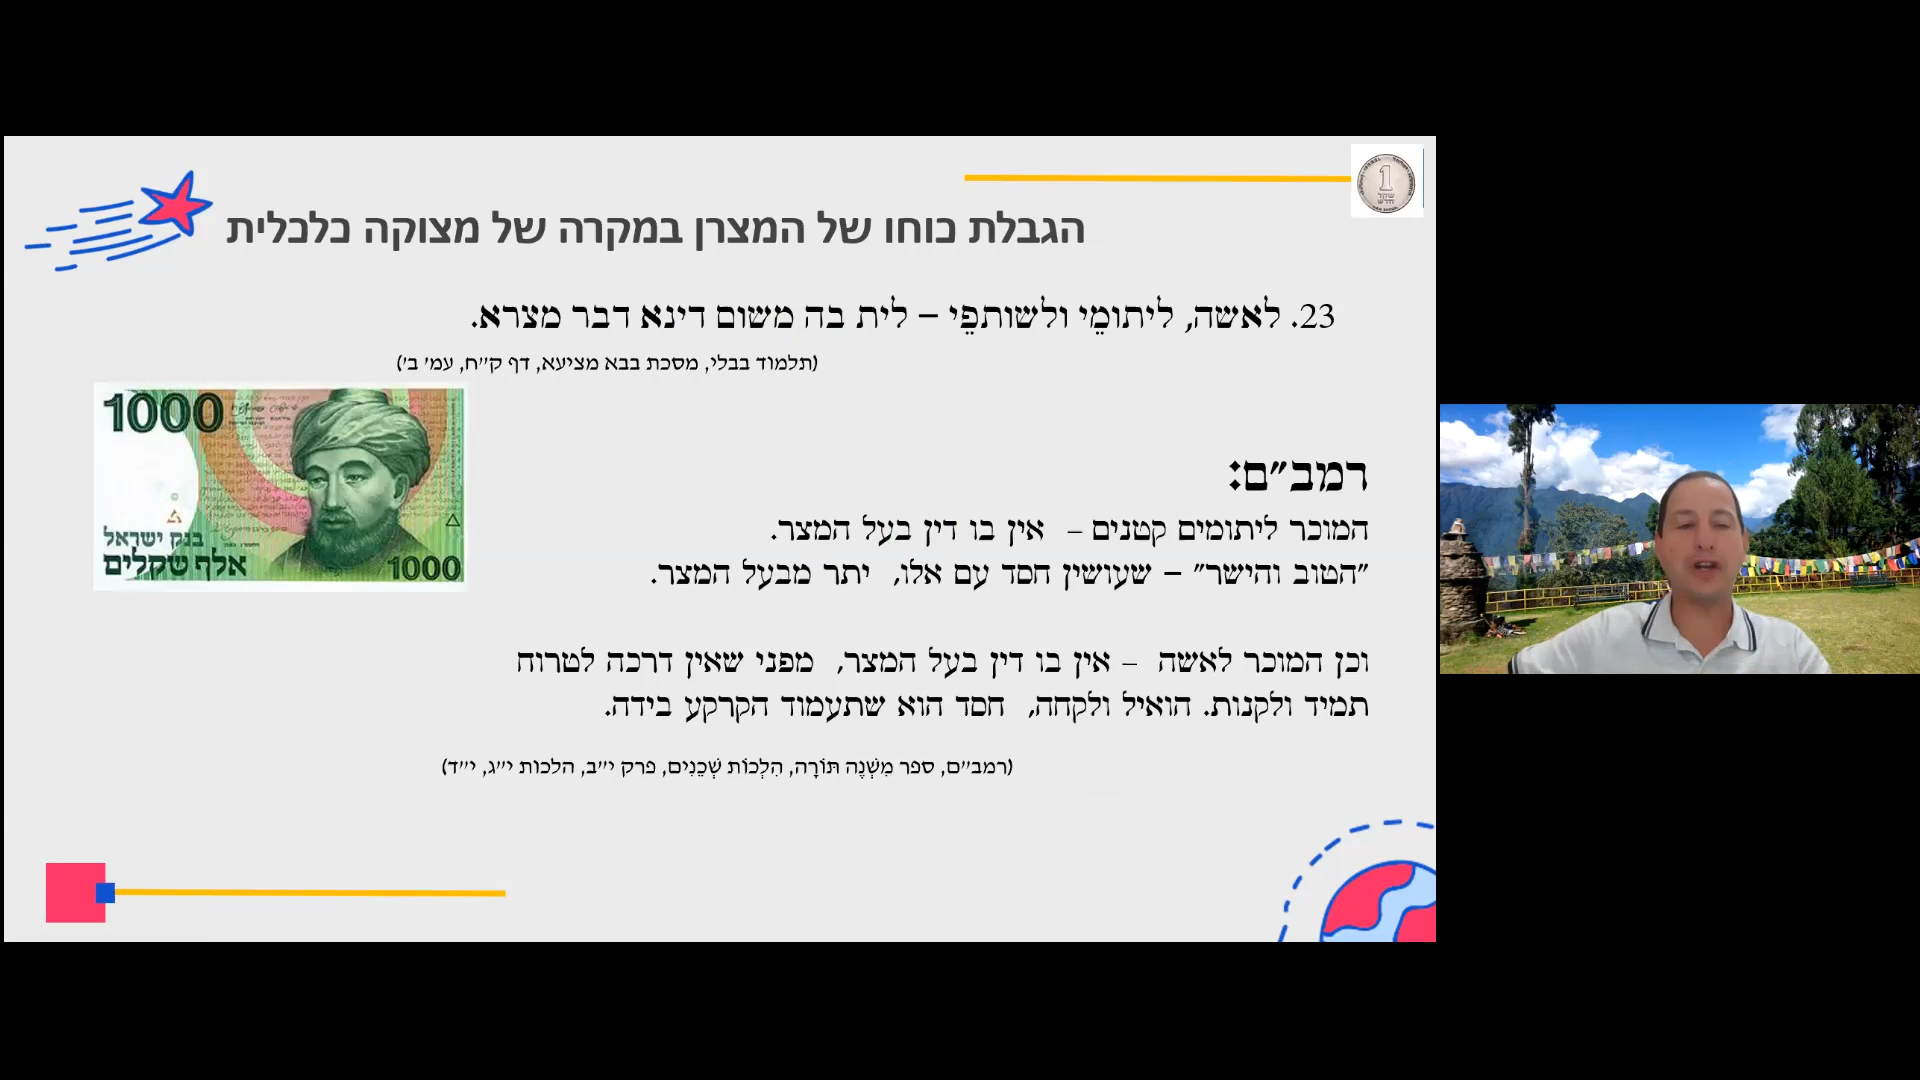 הגבלת כוחו של המצרן במקרה של מצוקה כלכלית
23. לאשה, ליתומֵי ולשותפֵי – לית בה משום דינא דבר מצרא.
(תלמוד בבלי, מסכת בבא מציעא, דף ק״ח, עמ׳ ב׳)
רמב״ם:
המוכר ליתומים קטנים – אין בו דין בעל המצר.
״הטוב והישר״ – שעושין חסד עם אלו, יתר מבעל המצר.
וכן המוכר לאשה – אין בו דין בעל המצר, מפני שאין דרכה לטרוח
תמיד ולקנות. הואיל ולקחה, חסד הוא שתעמוד הקרקע בידה.
(רמב״ם, ספר מִשְׁנֶה תּוֹרָה, הִלְכוֹת שְׁכֵנִים, פרק י״ב, הלכות י״ג, י״ד)
1000
בנק ישראל
אלף שקלים
1000
1
שקל
חדש